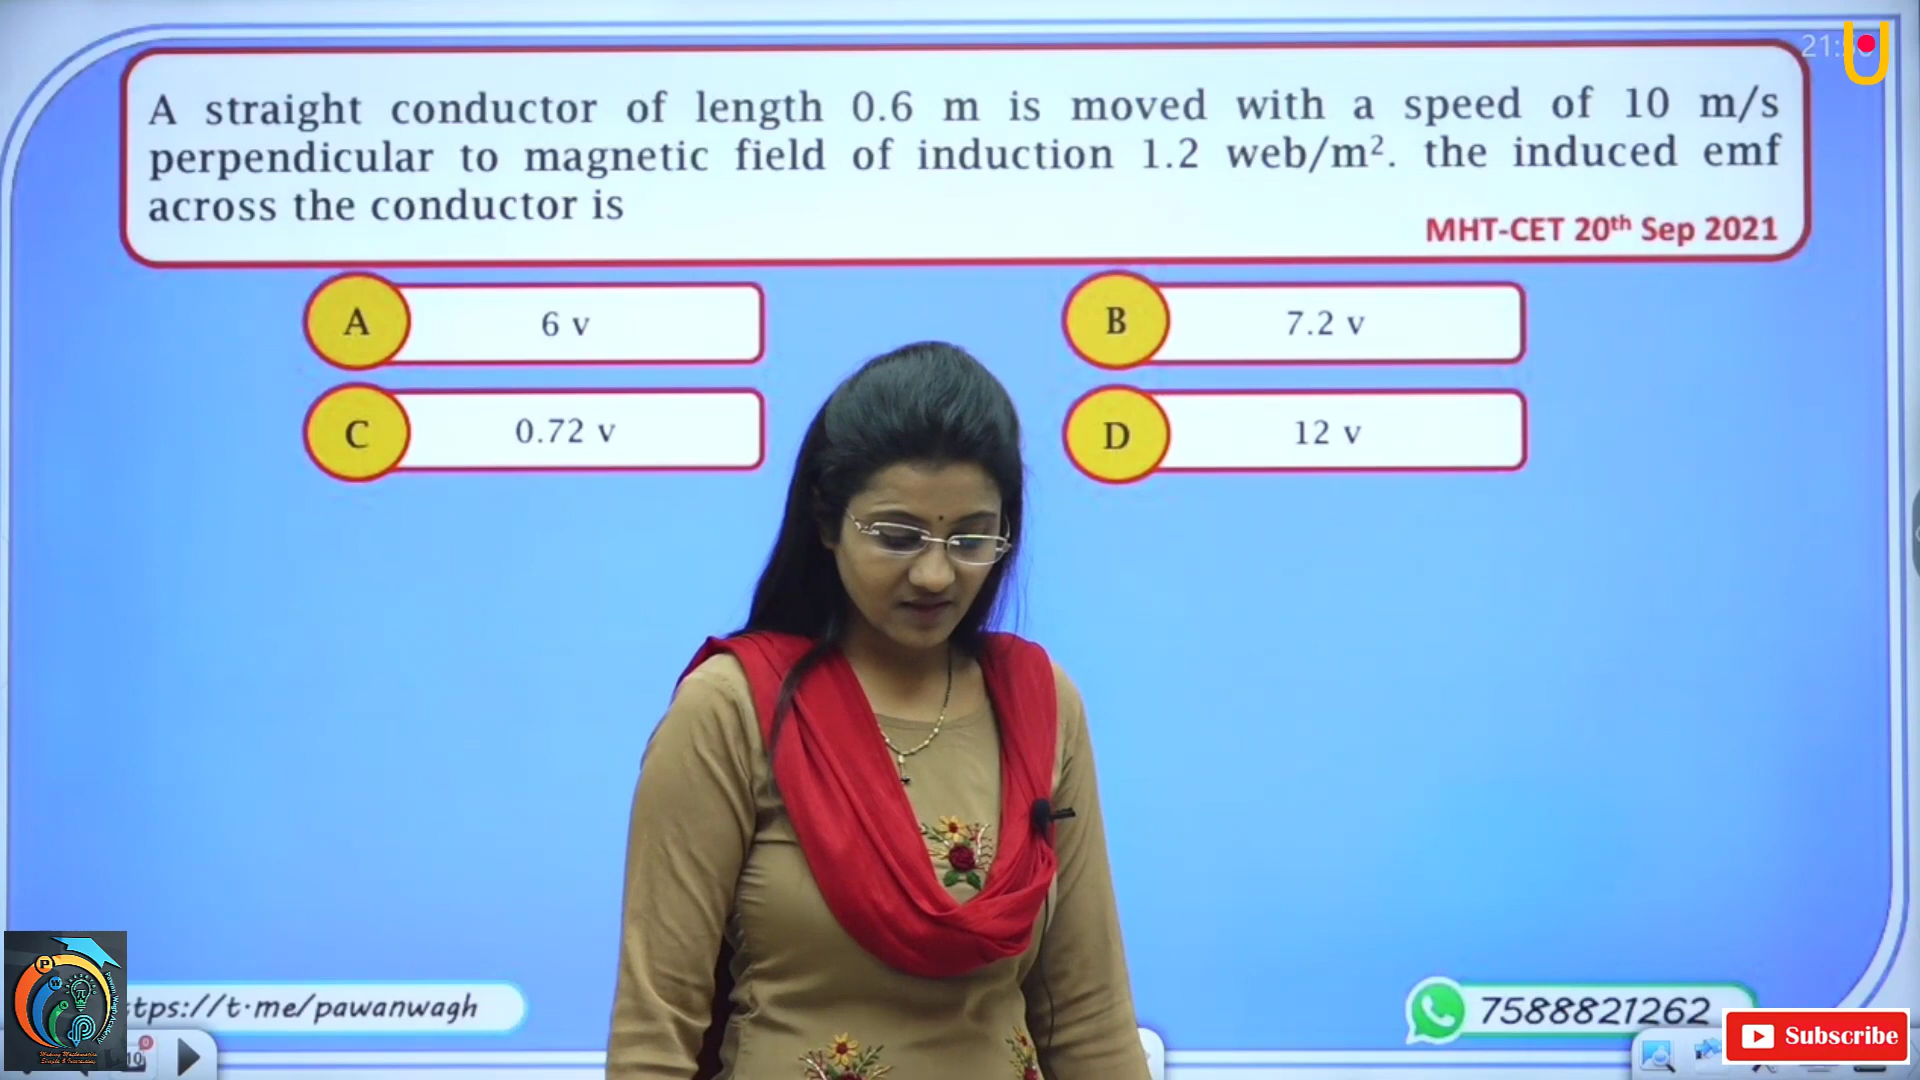 A straight conductor of length 0.6 m is moved with a speed of 10 m/s
perpendicular to magnetic field of induction 1.2 web/m². the induced emf
across the conductor is
MHT-CET 20th Sep 2021
A 6 v
B 7.2 v
C 0.72 v
D 12 v
tps://t.me/pawanwagh
7588821262
Subscribe